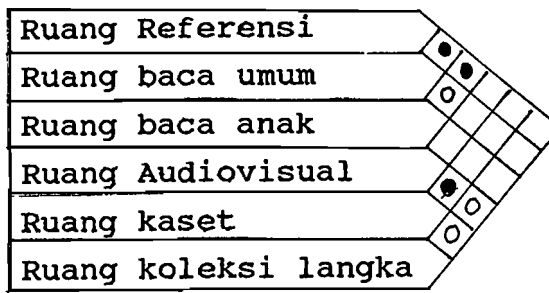 Ruang Referensi
Ruang baca umum
Ruang baca anak
Ruang Audiovisual
Ruang kaset
Ruang koleksi langka